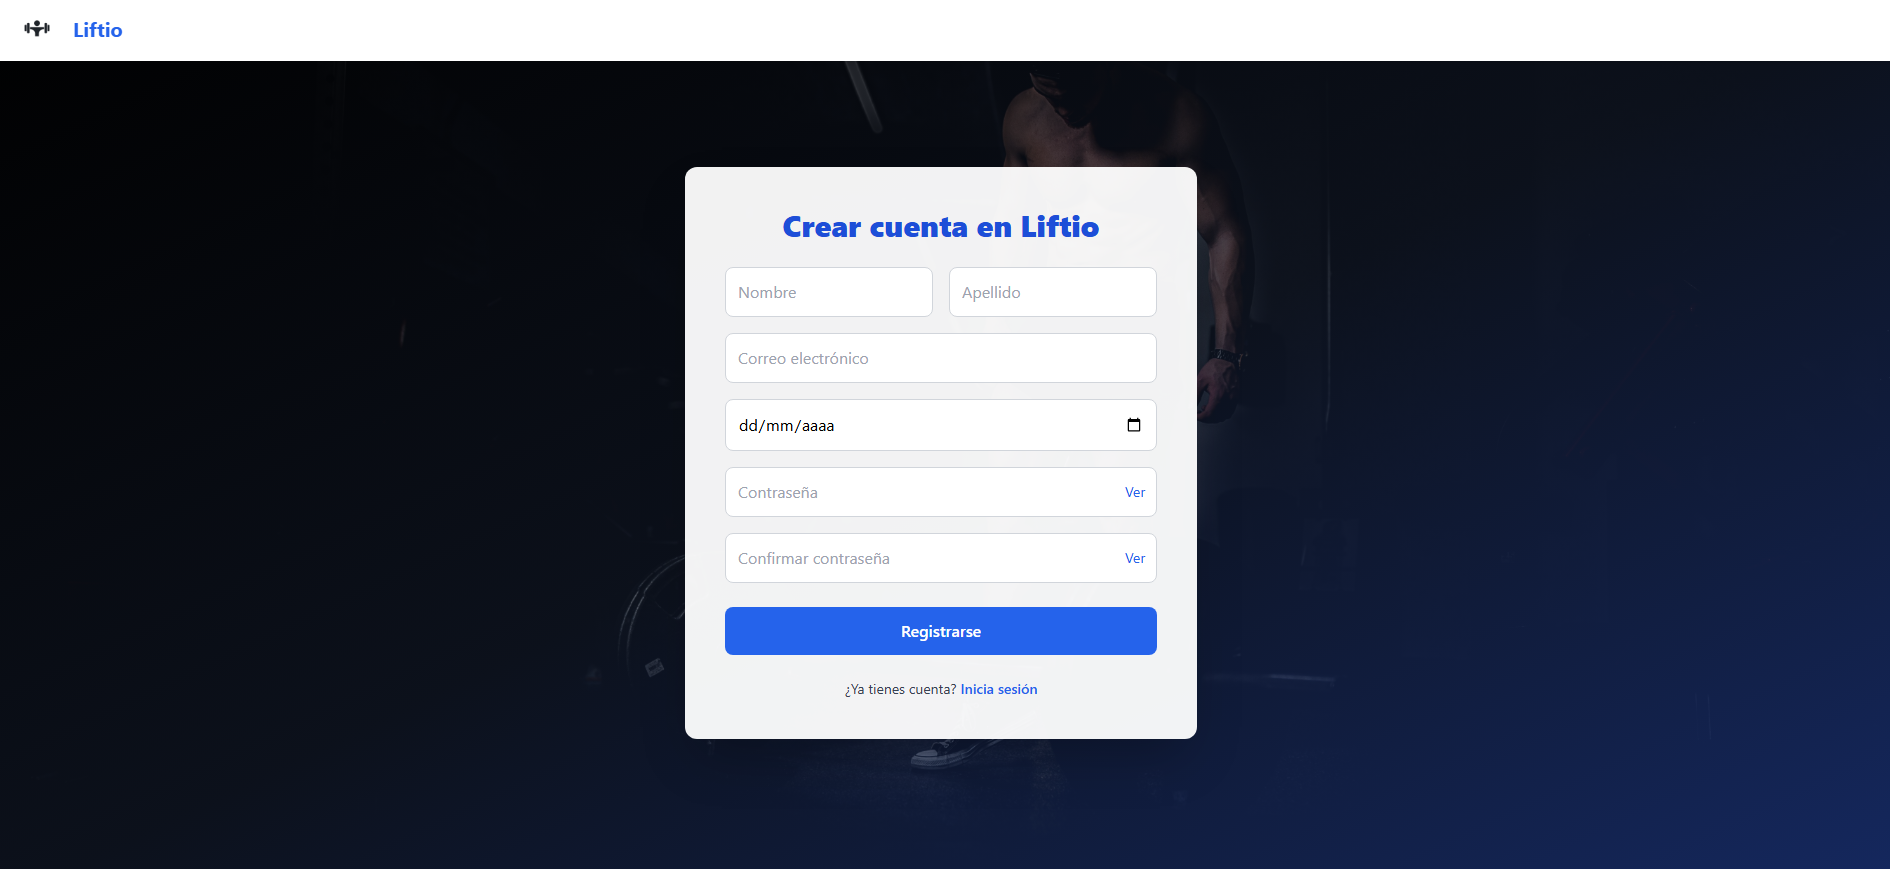 Liftio
Crear cuenta en Liftio
Nombre Apellido
Correo electrónico
dd/mm/aaaa
Contraseña Ver
Confirmar contraseña Ver
Registrarse
¿Ya tienes cuenta? Inicia sesión